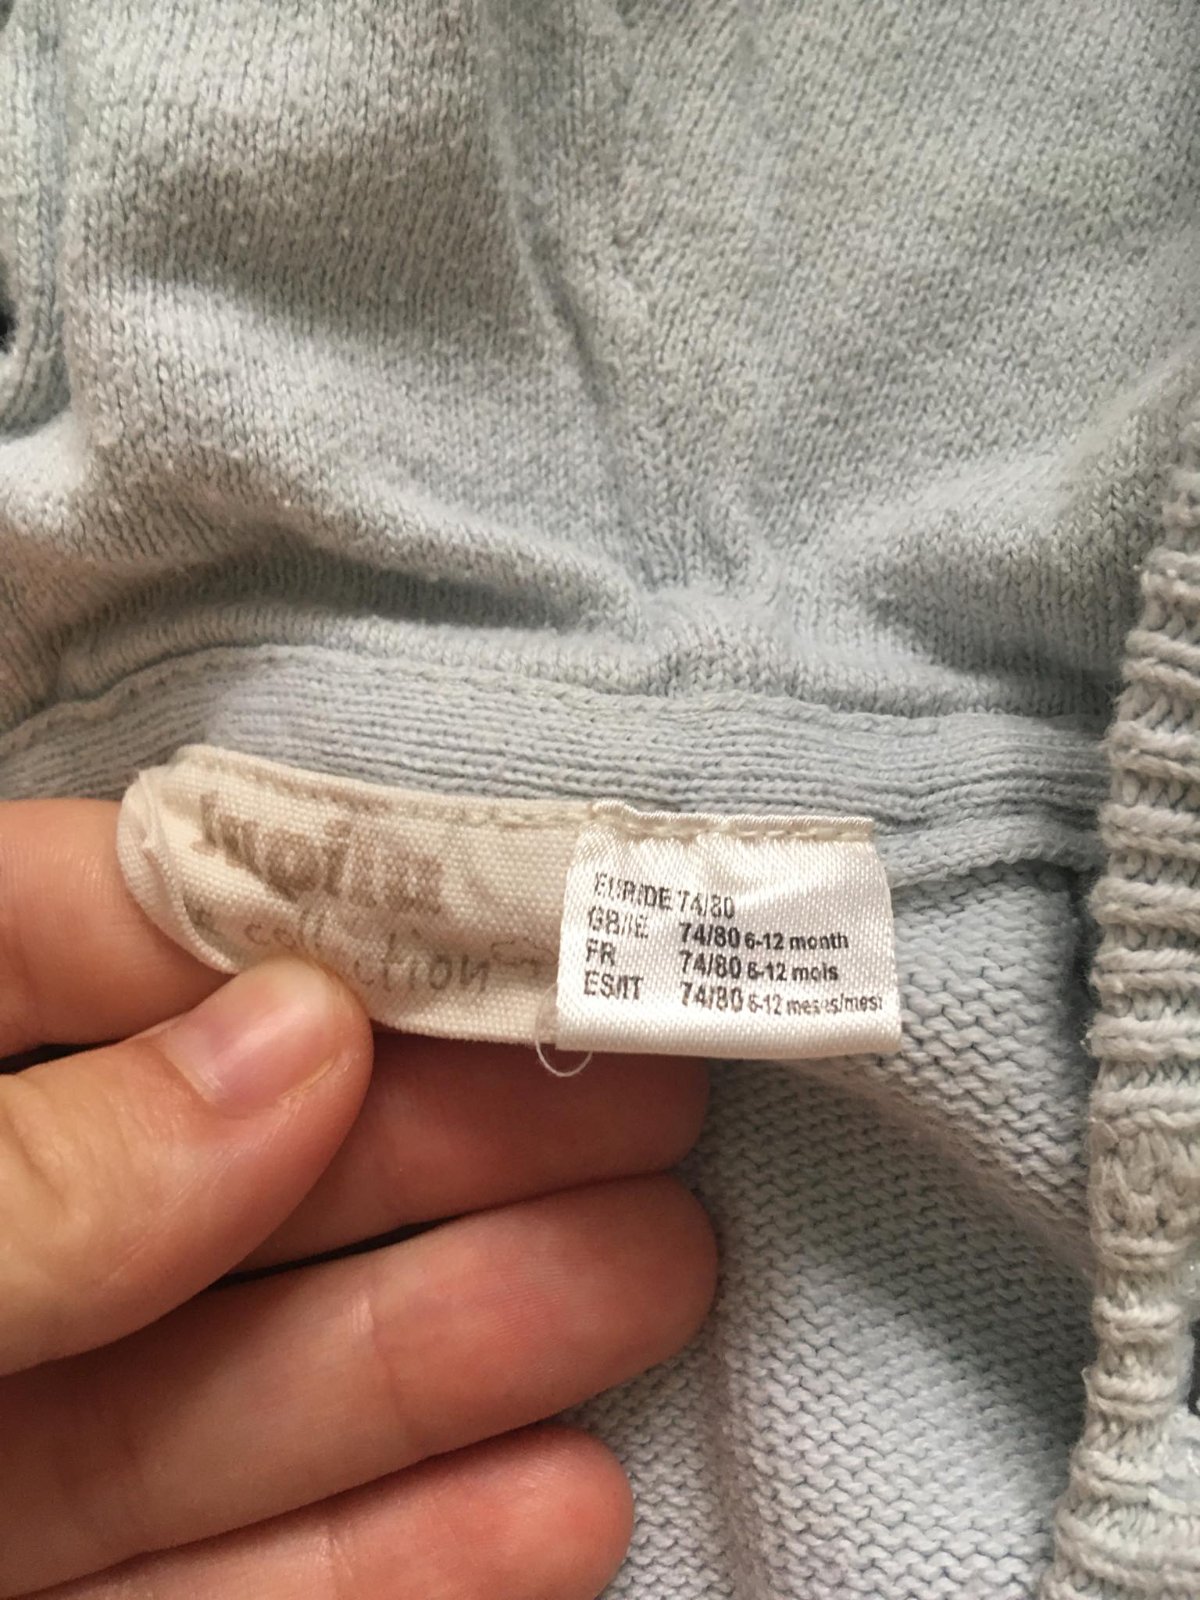 collection
EUR/DE 74/80
GB/IE 74/80 6-12 month
FR 74/80 6-12 mois
ES/IT 74/80 6-12 meses/mesi